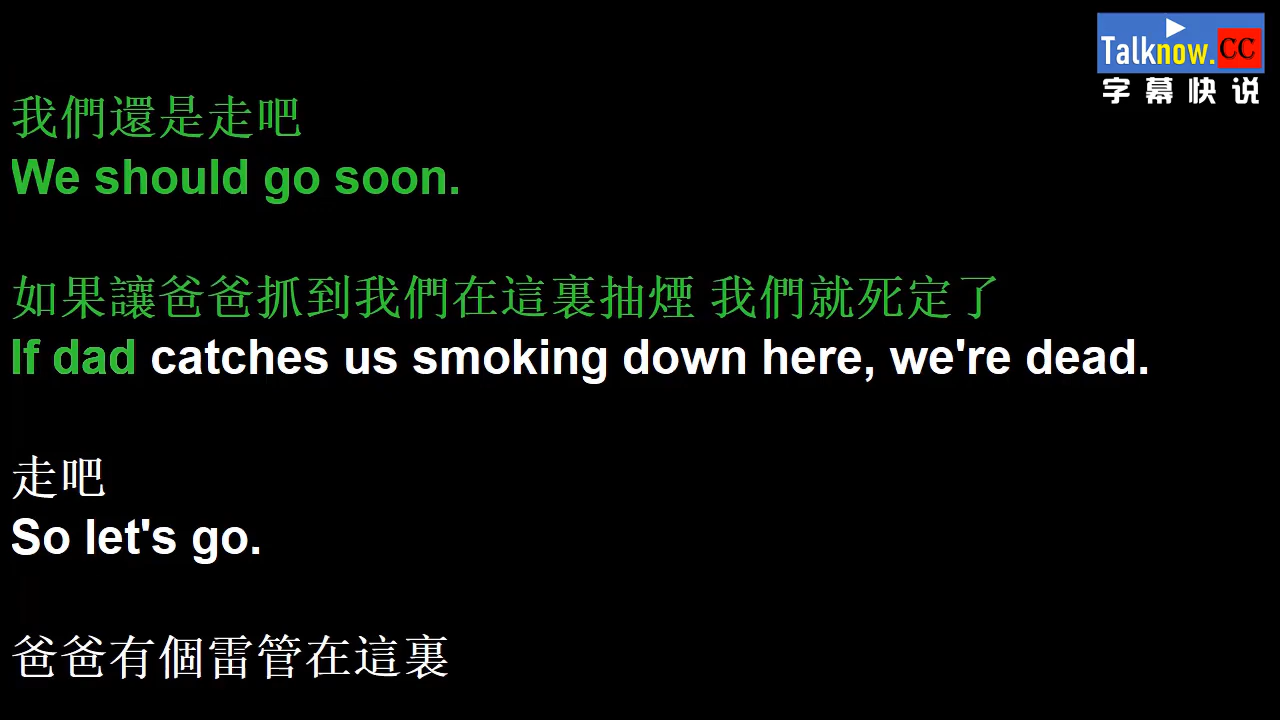 Talknow.CC
字幕快说
我們還是走吧
We should go soon.
如果讓爸爸抓到我們在這裏抽煙 我們就死定了
If dad catches us smoking down here, we're dead.
走吧
So let's go.
爸爸有個雷管在這裏